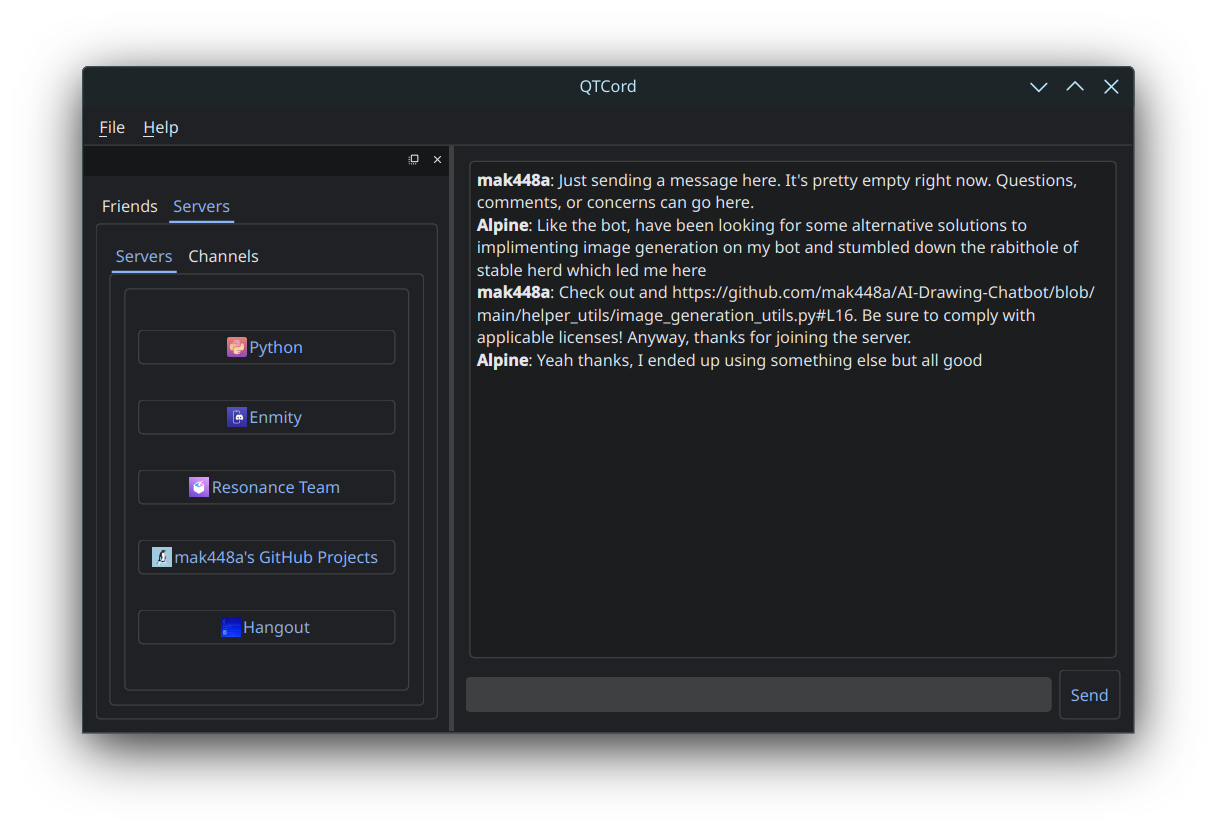 QTCord
File Help
Friends Servers
Servers Channels
Python
Enmity
Resonance Team
mak448a's GitHub Projects
Hangout
mak448a: Just sending a message here. It's pretty empty right now. Questions,
comments, or concerns can go here.
Alpine: Like the bot, have been looking for some alternative solutions to
implimenting image generation on my bot and stumbled down the rabithole of
stable herd which led me here
mak448a: Check out and https://github.com/mak448a/AI-Drawing-Chatbot/blob/
main/helper_utils/image_generation_utils.py#L16. Be sure to comply with
applicable licenses! Anyway, thanks for joining the server.
Alpine: Yeah thanks, I ended up using something else but all good
Send